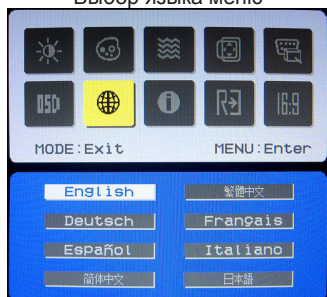 Выбор языка меню
OSD
i
R
16:9
MODE:Exit MENU:Enter
English 繁體中文
Deutsch Français
Español Italiano
简体中文 日本語